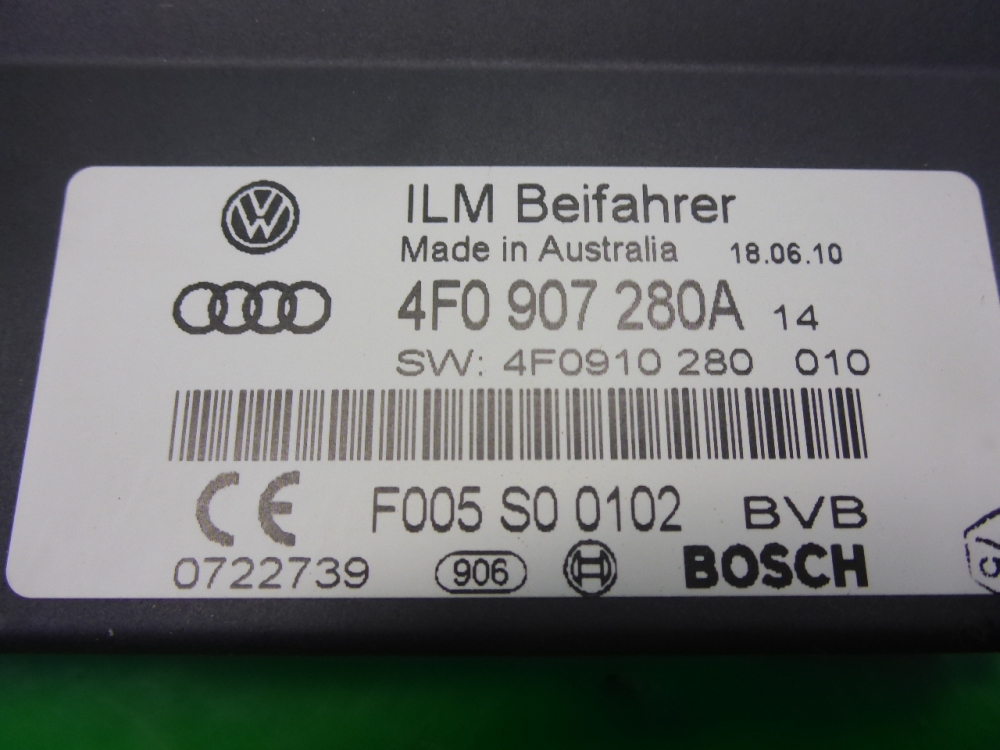 ILM Beifahrer
Made in Australia 18.06.10
4F0 907 280A 14
SW: 4F0910 280 010
CE F005 S0 0102 BVB
0722739 906 BOSCH